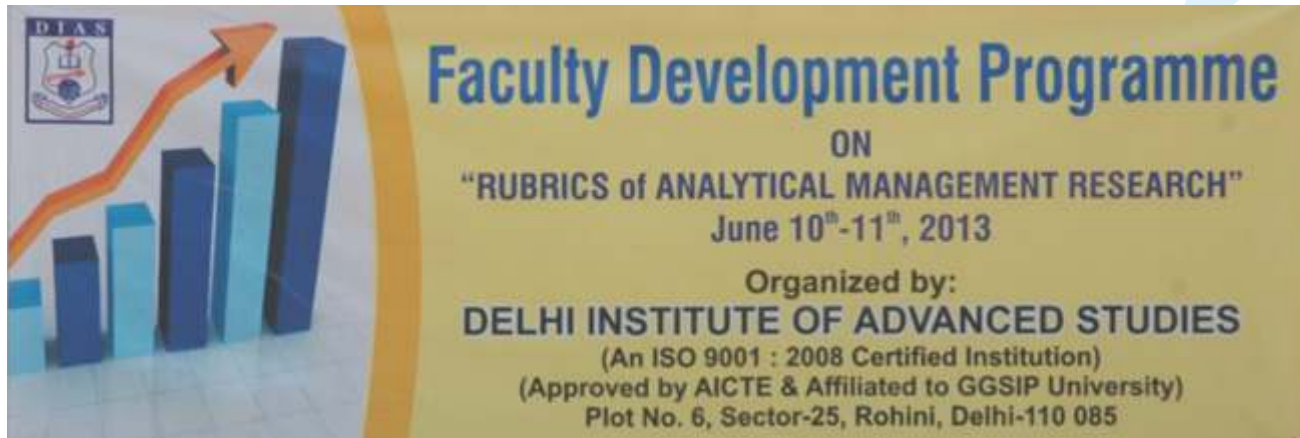 DIAS
Faculty Development Programme
ON
“RUBRICS of ANALYTICAL MANAGEMENT RESEARCH”
June 10th-11th, 2013
Organized by:
DELHI INSTITUTE OF ADVANCED STUDIES
(An ISO 9001 : 2008 Certified Institution)
(Approved by AICTE & Affiliated to GGSIP University)
Plot No. 6, Sector-25, Rohini, Delhi-110 085